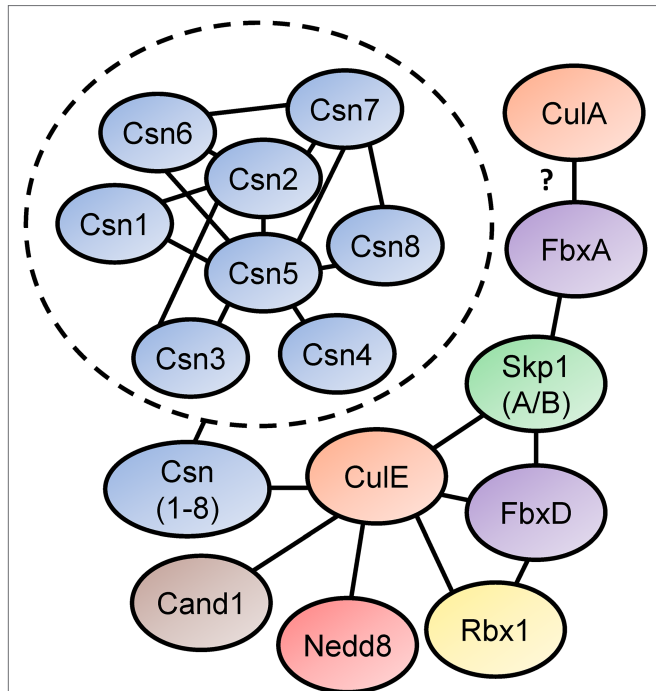 Csn7
CulA
Csn6
Csn2
?
Csn1
Csn8
FbxA
Csn5
Csn3
Csn4
Skp1
(A/B)
Csn
(1-8)
CulE
FbxD
Cand1
Nedd8
Rbx1